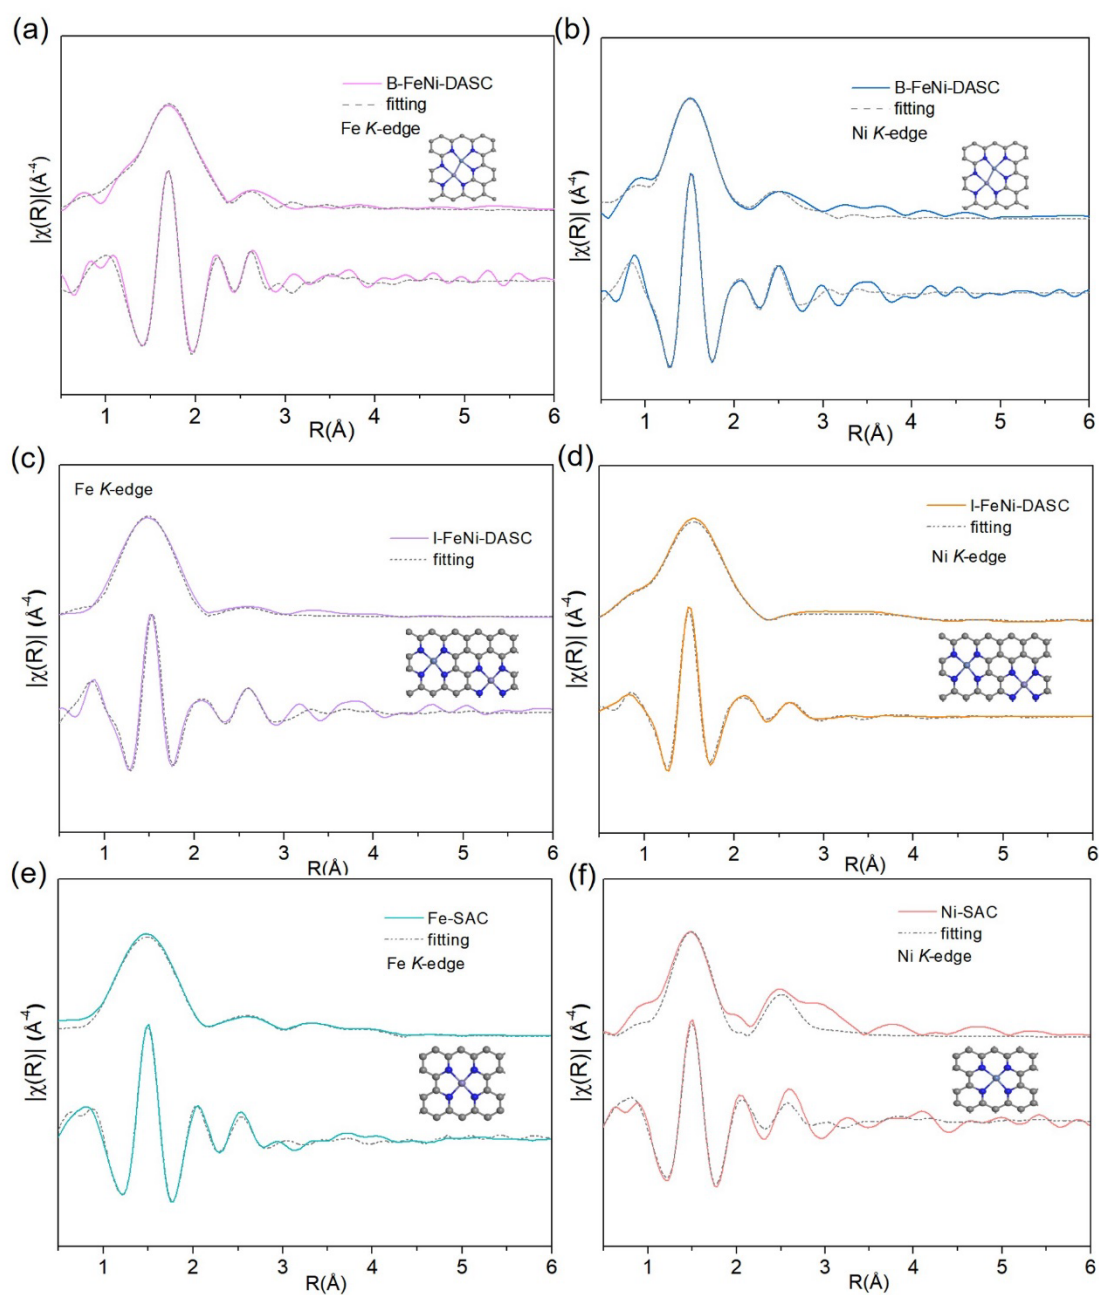 (a)
B-FeNi-DASC
fitting
Fe K-edge
|χ(R)|(Å⁻⁴)
1 2 3 4 5 6
R(Å)
(b)
B-FeNi-DASC
fitting
Ni K-edge
|χ(R)| (Å⁻⁴)
1 2 3 4 5 6
R(Å)
(c)
Fe K-edge
I-FeNi-DASC
fitting
|χ(R)| (Å⁻⁴)
1 2 3 4 5 6
R(Å)
(d)
I-FeNi-DASC
fitting
Ni K-edge
|χ(R)| (Å⁻⁴)
1 2 3 4 5 6
R(Å)
(e)
Fe-SAC
fitting
Fe K-edge
|χ(R)| (Å⁻⁴)
1 2 3 4 5 6
R(Å)
(f)
Ni-SAC
fitting
Ni K-edge
|χ(R)| (Å⁻⁴)
1 2 3 4 5 6
R(Å)